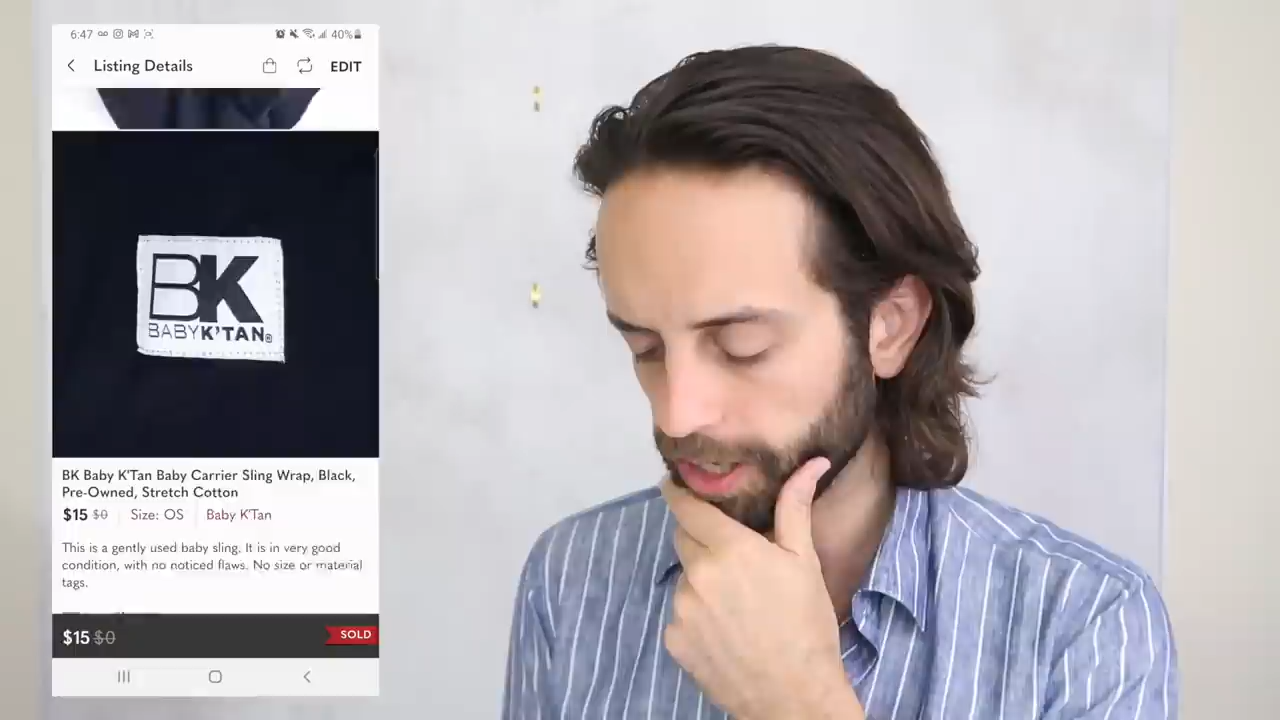 6:47
40%
Listing Details
EDIT
BK
BABY K'TAN®
BK Baby K'Tan Baby Carrier Sling Wrap, Black,
Pre-Owned, Stretch Cotton
$15 $0 Size: OS Baby K'Tan
This is a gently used baby sling. It is in very good
condition, with no noticed flaws. No size or material
tags.
$15 $0
SOLD